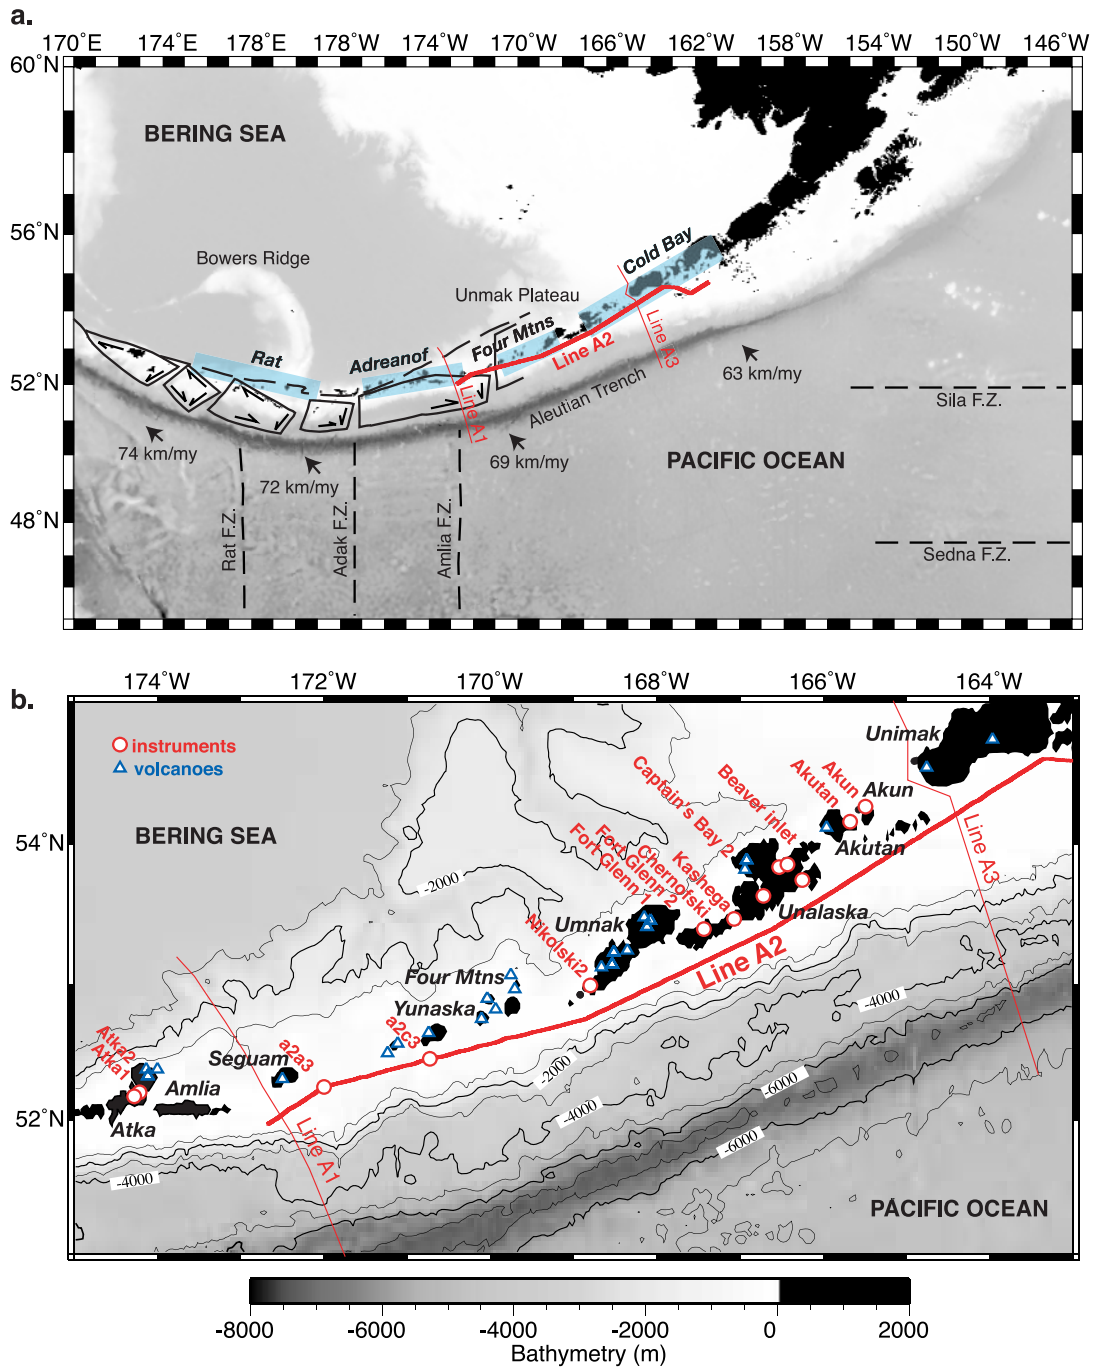 a.
170˚E 174˚E 178˚E 178˚W 174˚W 170˚W 166˚W 162˚W 158˚W 154˚W 150˚W 146˚W
60˚N
BERING SEA
56˚N
Bowers Ridge
Cold Bay
Unmak Plateau
Four Mtns
Adreanof
Rat
Line A2
Line A3
52˚N
63 km/my
Sila F.Z.
Aleutian Trench
Line A1
74 km/my
72 km/my
69 km/my
PACIFIC OCEAN
48˚N
Rat F.Z.
Adak F.Z.
Amlia F.Z.
Sedna F.Z.
b.
174˚W 172˚W 170˚W 168˚W 166˚W 164˚W
instruments
volcanoes
Unimak
Akun
Akun
Akutan
Akutan
Beaver inlet
Captain's Bay 2
BERING SEA
54˚N
-2000
Kashega
Chernofski
Fort Glenn 2
Fort Glenn 1
Unalaska
Umnak
Nikolski2
Line A3
Line A2
Four Mtns
Yunaska
a2c3
-4000
Seguam
a2a3
Atka2
Atka1
Amlia
Atka
-2000
-6000
52˚N
-4000
Line A1
-6000
-4000
PACIFIC OCEAN
-8000 -6000 -4000 -2000 0 2000
Bathymetry (m)